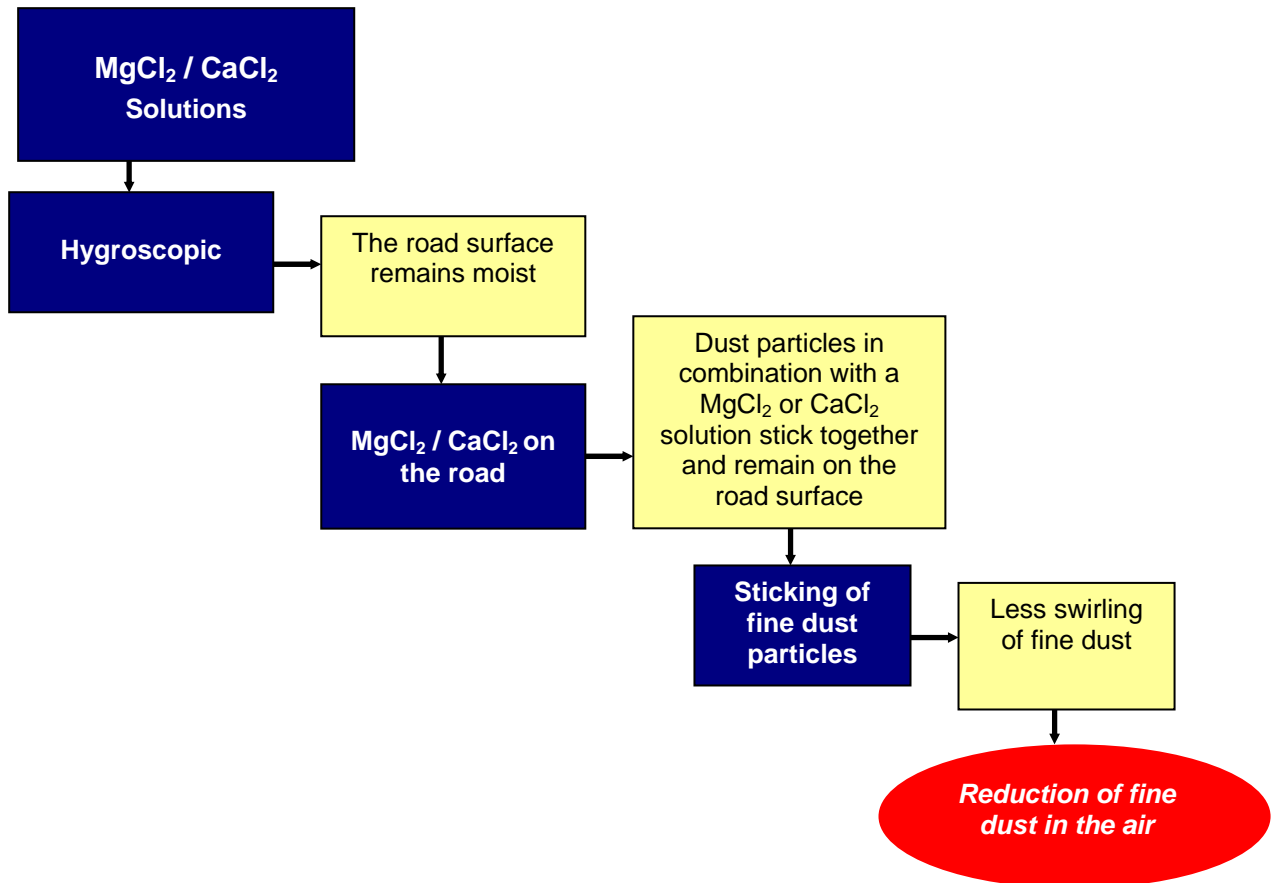 MgCl₂ / CaCl₂
Solutions
Hygroscopic
The road surface
remains moist
MgCl₂ / CaCl₂ on
the road
Dust particles in
combination with a
MgCl₂ or CaCl₂
solution stick together
and remain on the
road surface
Sticking of
fine dust
particles
Less swirling
of fine dust
Reduction of fine
dust in the air